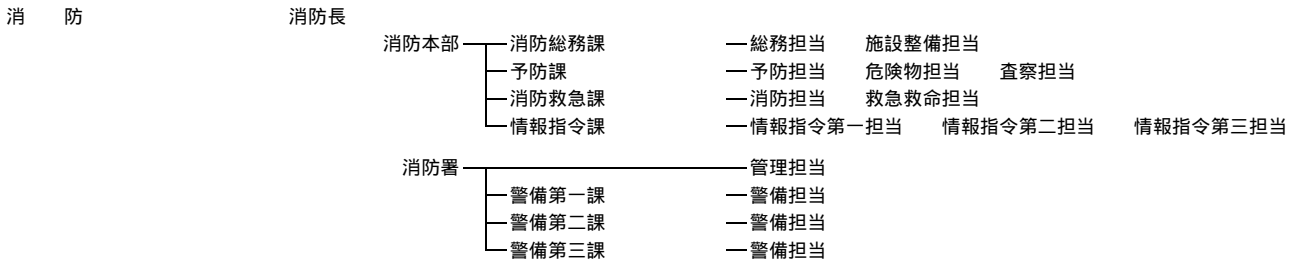 消　　防　　消防長
消防本部　消防総務課　総務担当　施設整備担当
予防課　予防担当　危険物担当　査察担当
消防救急課　消防担当　救急救命担当
情報指令課　情報指令第一担当　情報指令第二担当　情報指令第三担当
消防署　管理担当
警備第一課　警備担当
警備第二課　警備担当
警備第三課　警備担当